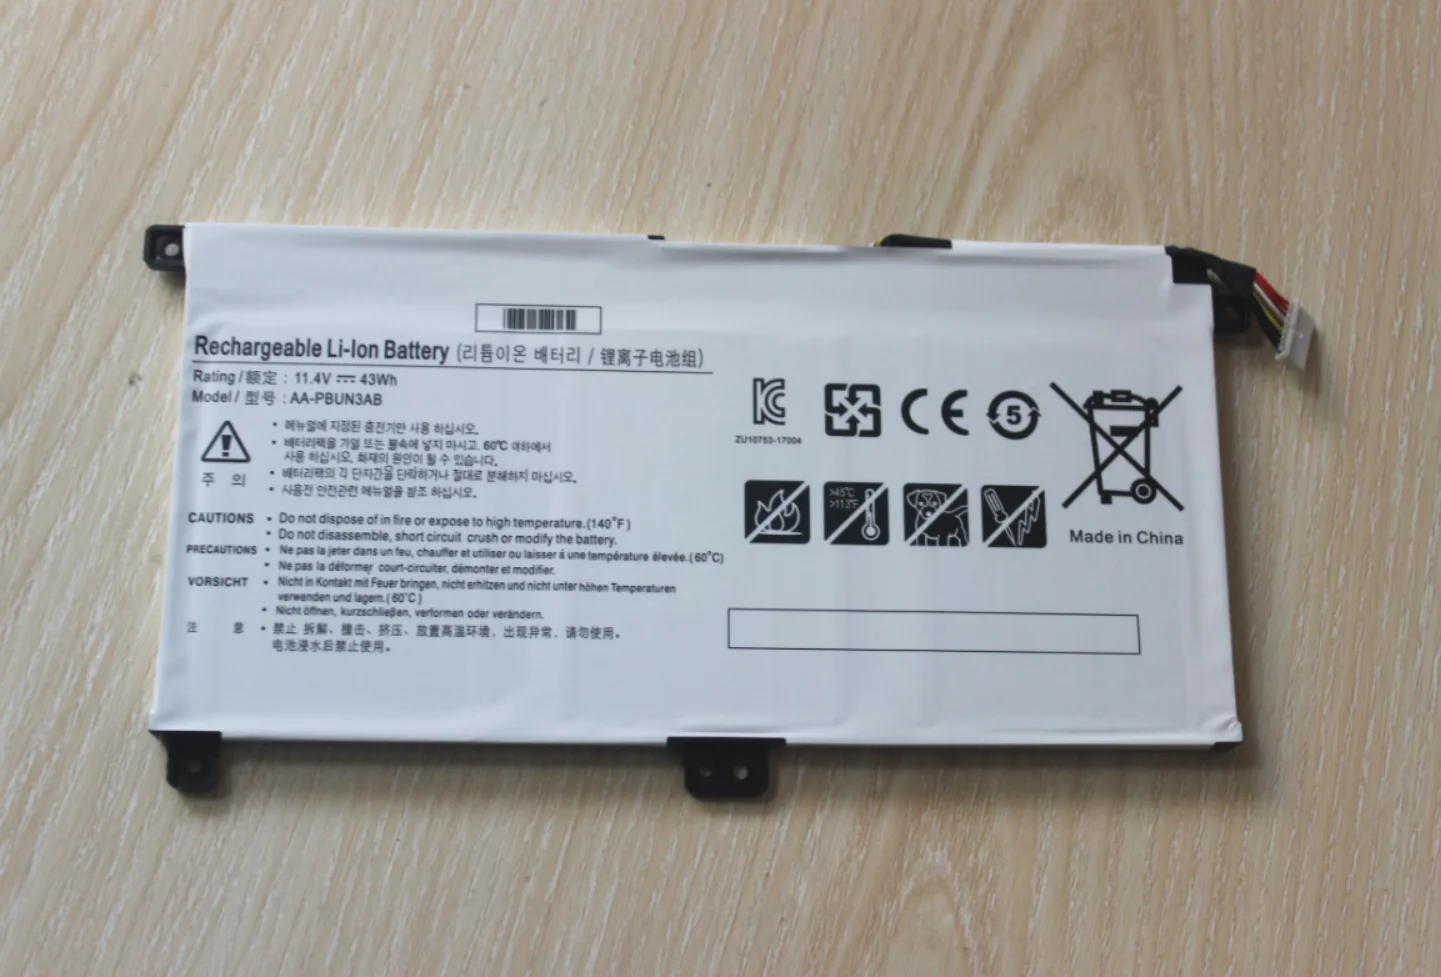 Rechargeable Li-Ion Battery (리튬이온 배터리 / 锂离子电池组)
Rating / 额定 : 11.4V ⎓ 43Wh
Model / 型号 : AA-PBUN3AB
• 메뉴얼에 지정된 충전기만 사용 하십시오.
• 배터리팩을 가열 또는 불속에 넣지 마시고, 60℃ 이하에서
사용 하십시오, 화재의 원인이 될 수 있습니다.
• 배터리팩의 각 단자간을 단락하거나 절대로 분해하지 마십시오.
주 의
• 사용전 안전관련 메뉴얼을 참조 하십시오.
CAUTIONS • Do not dispose of in fire or expose to high temperature.(140°F)
• Do not disassemble, short circuit crush or modify the battery.
PRECAUTIONS • Ne pas la jeter dans un feu, chauffer et utiliser ou laisser á une température élevée.(60°C)
• Ne pas la déformer court-circuiter, démonter et modifier.
VORSICHT • Nicht in Kontakt mit Feuer bringen, nicht erhitzen und nicht unter höhen Temperaturen
verwenden und lagern.(60°C)
• Nicht öffnen, kurzschließen, verformen oder verändern.
注 意 • 禁止 拆解、撞击、挤压、放置高温环境，出现异常，请勿使用。
电池浸水后禁止使用。
ZU10753-17004
CE
5
>45°C
>113°F
Made in China